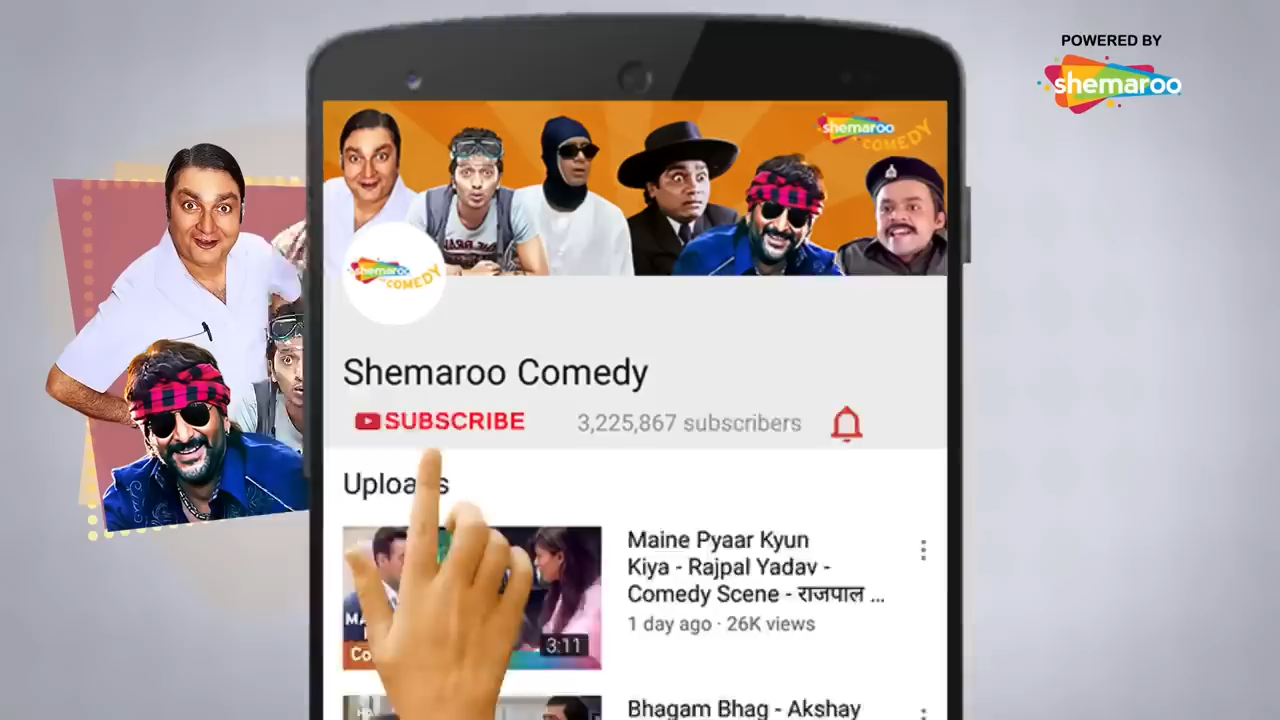 POWERED BY
shemaroo
shemaroo
COMEDY
shemaroo
COMEDY
Shemaroo Comedy
SUBSCRIBE
3,225,867 subscribers
Maine Pyaar Kyun
Kiya - Rajpal Yadav -
Comedy Scene - राजपाल ...
1 day ago · 26K views
3:11
Bhagam Bhag - Akshay